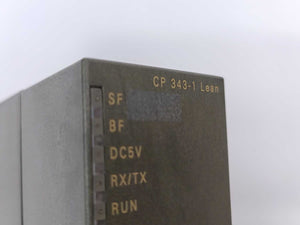 CP 343-1 Lean
SF
BF
DC5V
RX/TX
RUN